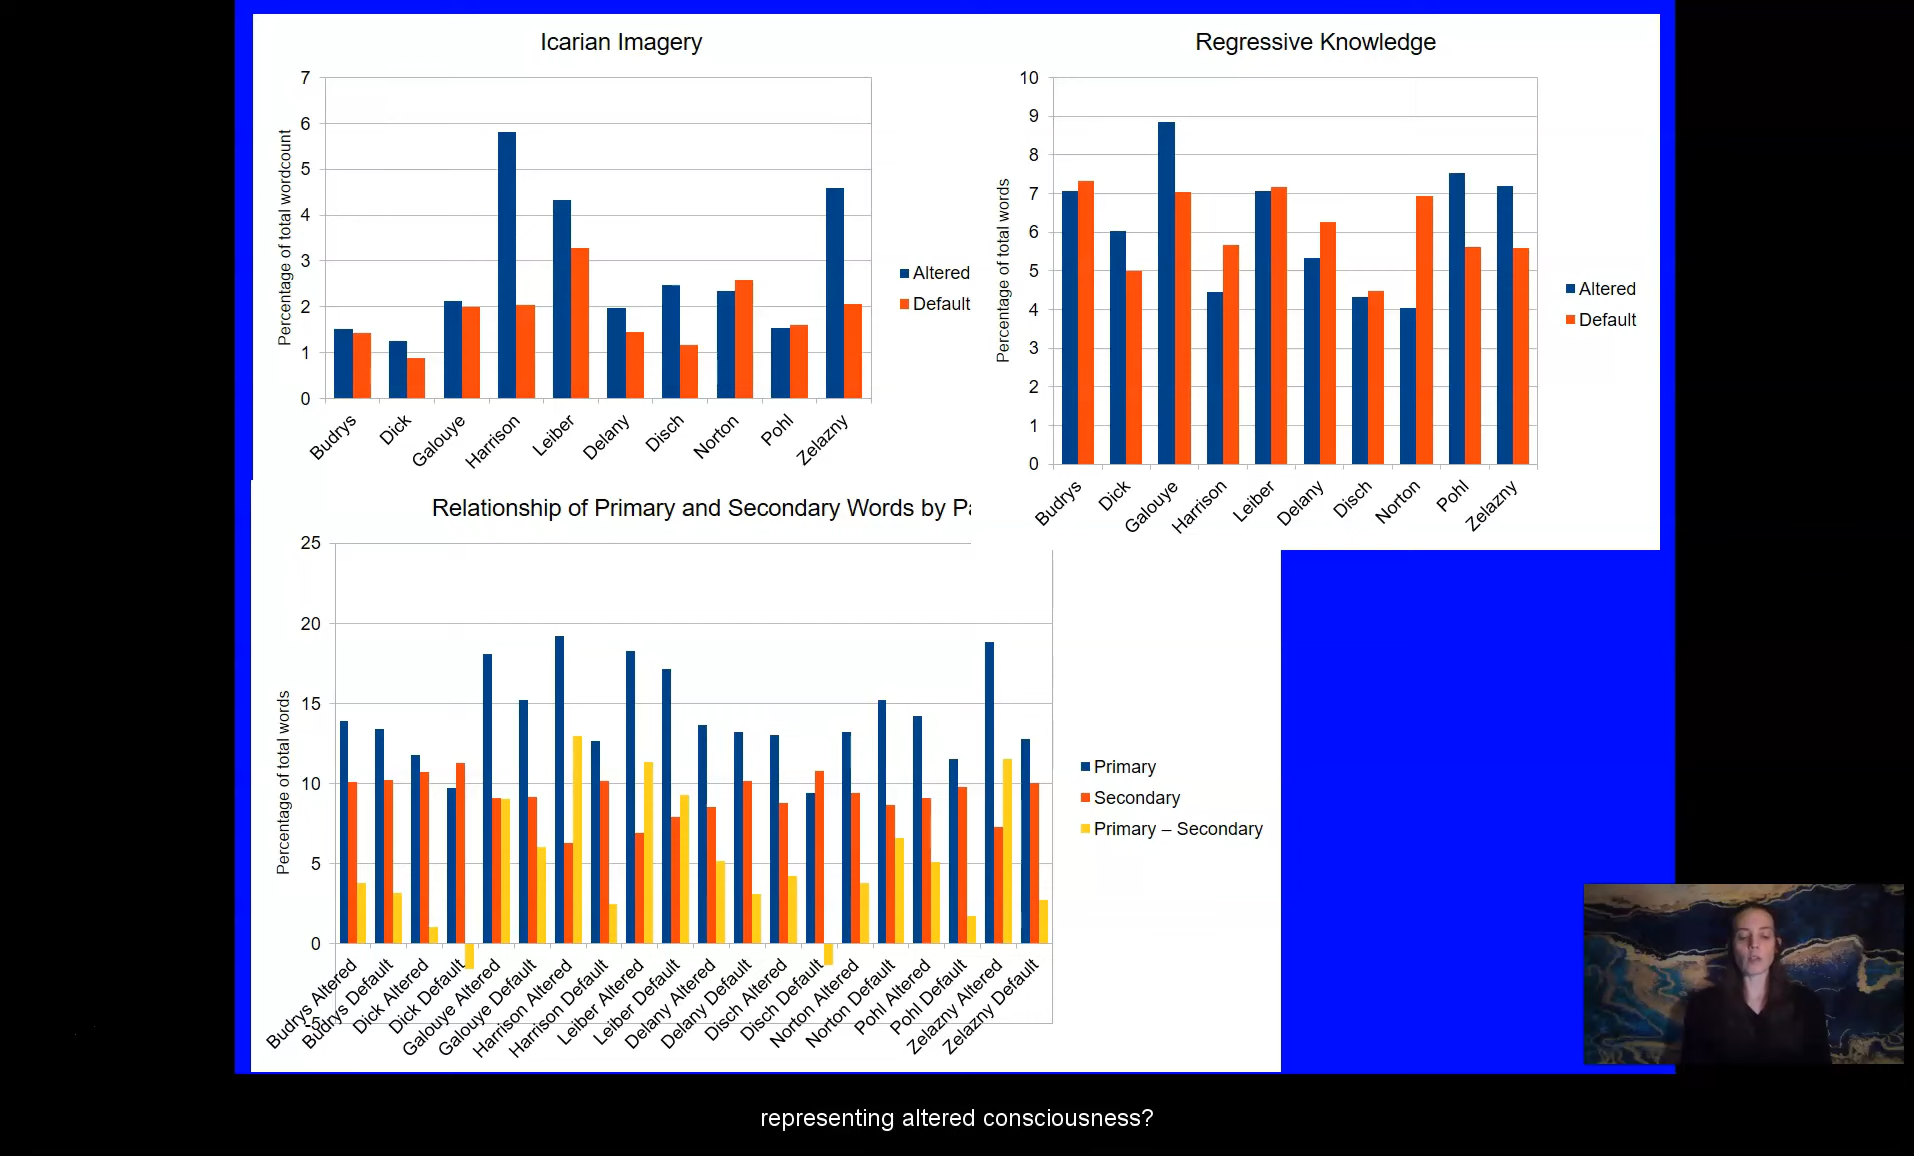 Icarian Imagery
Percentage of total wordcount
7
6
5
4
3
2
1
0
Budrys
Dick
Galouye
Harrison
Leiber
Delany
Disch
Norton
Pohl
Zelazny
Altered
Default
Regressive Knowledge
Percentage of total words
10
9
8
7
6
5
4
3
2
1
0
Budrys
Dick
Galouye
Harrison
Leiber
Delany
Disch
Norton
Pohl
Zelazny
Altered
Default
Relationship of Primary and Secondary Words by Pa
Percentage of total words
25
20
15
10
5
0
-5
Budrys Altered
Budrys Default
Dick Altered
Dick Default
Galouye Altered
Galouye Default
Harrison Altered
Harrison Default
Leiber Altered
Leiber Default
Delany Altered
Delany Default
Disch Altered
Disch Default
Norton Altered
Norton Default
Pohl Altered
Pohl Default
Zelazny Altered
Zelazny Default
Primary
Secondary
Primary – Secondary
representing altered consciousness?